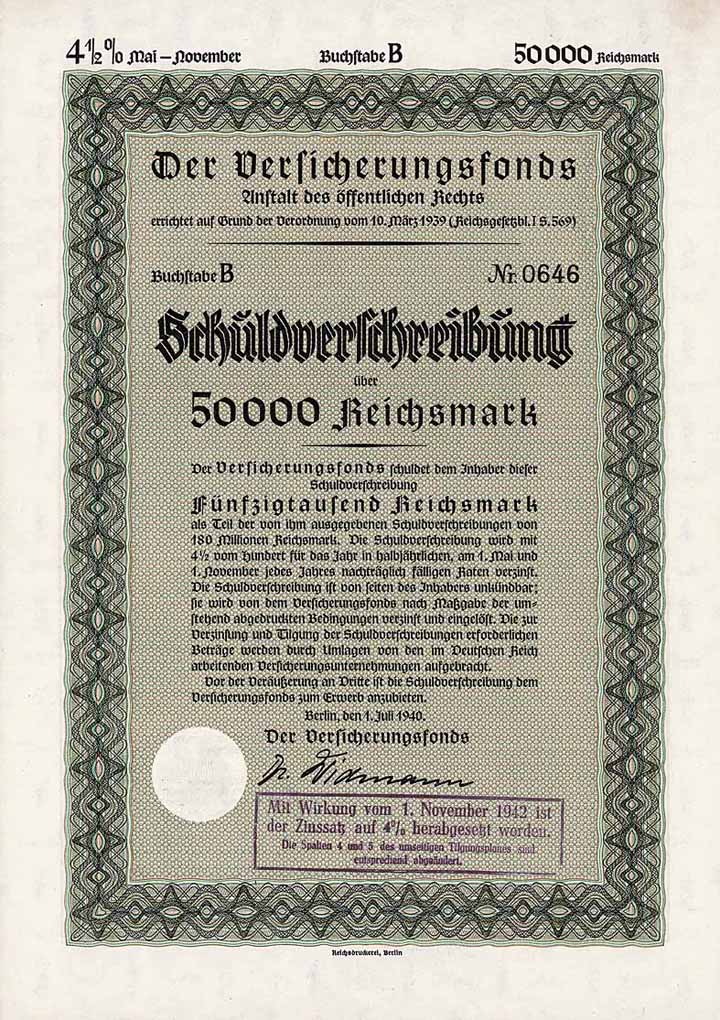 4½% Mai – November Buchstabe B 50000 Reichsmark
Der Versicherungsfonds
Anstalt des öffentlichen Rechts
errichtet auf Grund der Verordnung vom 10. März 1939 (Reichsgesetzbl. I S. 569)
Buchstabe B Nr. 0646
Schuldverschreibung
über
50000 Reichsmark
Der Versicherungsfonds schuldet dem Inhaber dieser
Schuldverschreibung
Fünfzigtausend Reichsmark
als Teil der von ihm ausgegebenen Schuldverschreibungen von
180 Millionen Reichsmark. Die Schuldverschreibung wird mit
4½ vom Hundert für das Jahr in halbjährlichen, am 1. Mai und
1. November jedes Jahres nachträglich fälligen Raten verzinst.
Die Schuldverschreibung ist von seiten des Inhabers unkündbar;
sie wird von dem Versicherungsfonds nach Maßgabe der um-
stehend abgedruckten Bedingungen verzinst und eingelöst. Die zur
Verzinsung und Tilgung der Schuldverschreibungen erforderlichen
Beträge werden durch Umlagen von den im Deutschen Reich
arbeitenden Versicherungsunternehmungen aufgebracht.
Vor der Veräußerung an Dritte ist die Schuldverschreibung dem
Versicherungsfonds zum Erwerb anzubieten.
Berlin, den 1. Juli 1940.
Der Versicherungsfonds
Dr. Widmann
Mit Wirkung vom 1. November 1942 ist
der Zinssatz auf 4% herabgesetzt worden.
Die Spalten 4 und 5 des umseitigen Tilgungsplanes sind
entsprechend abgeändert.
Reichsdruckerei, Berlin